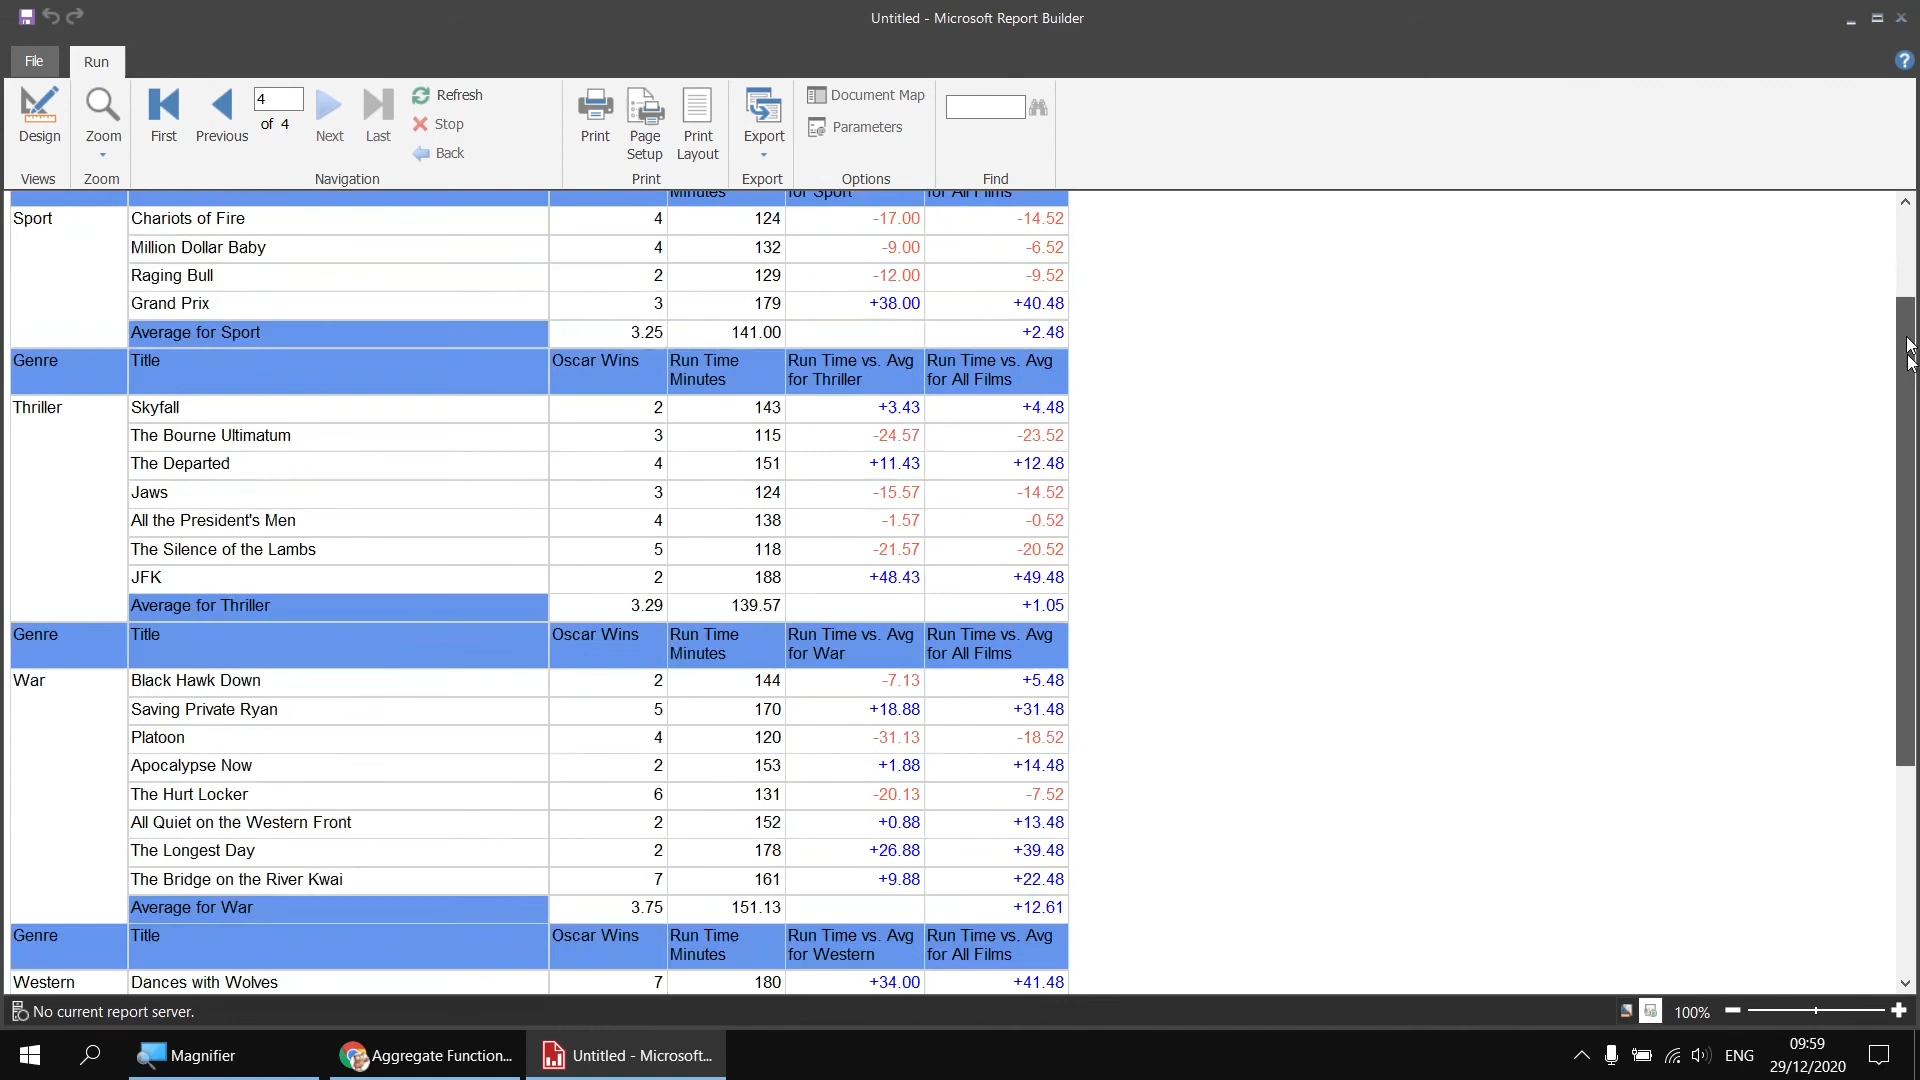 Untitled - Microsoft Report Builder
File
Run
Design
Zoom
First
Previous
4
of 4
Next
Last
Refresh
Stop
Back
Print
Page Setup
Print Layout
Export
Document Map
Parameters
Views
Zoom
Navigation
Print
Export
Options
Find
Minutes for Sport for All Films
Sport Chariots of Fire 4 124 -17.00 -14.52
Million Dollar Baby 4 132 -9.00 -6.52
Raging Bull 2 129 -12.00 -9.52
Grand Prix 3 179 +38.00 +40.48
Average for Sport 3.25 141.00 +2.48
Genre Title Oscar Wins Run Time Run Time vs. Avg Run Time vs. Avg
Minutes for Thriller for All Films
Thriller Skyfall 2 143 +3.43 +4.48
The Bourne Ultimatum 3 115 -24.57 -23.52
The Departed 4 151 +11.43 +12.48
Jaws 3 124 -15.57 -14.52
All the President's Men 4 138 -1.57 -0.52
The Silence of the Lambs 5 118 -21.57 -20.52
JFK 2 188 +48.43 +49.48
Average for Thriller 3.29 139.57 +1.05
Genre Title Oscar Wins Run Time Run Time vs. Avg Run Time vs. Avg
Minutes for War for All Films
War Black Hawk Down 2 144 -7.13 +5.48
Saving Private Ryan 5 170 +18.88 +31.48
Platoon 4 120 -31.13 -18.52
Apocalypse Now 2 153 +1.88 +14.48
The Hurt Locker 6 131 -20.13 -7.52
All Quiet on the Western Front 2 152 +0.88 +13.48
The Longest Day 2 178 +26.88 +39.48
The Bridge on the River Kwai 7 161 +9.88 +22.48
Average for War 3.75 151.13 +12.61
Genre Title Oscar Wins Run Time Run Time vs. Avg Run Time vs. Avg
Minutes for Western for All Films
Western Dances with Wolves 7 180 +34.00 +41.48
No current report server.
100%
Magnifier
Aggregate Function...
Untitled - Microsoft...
ENG
09:59
29/12/2020